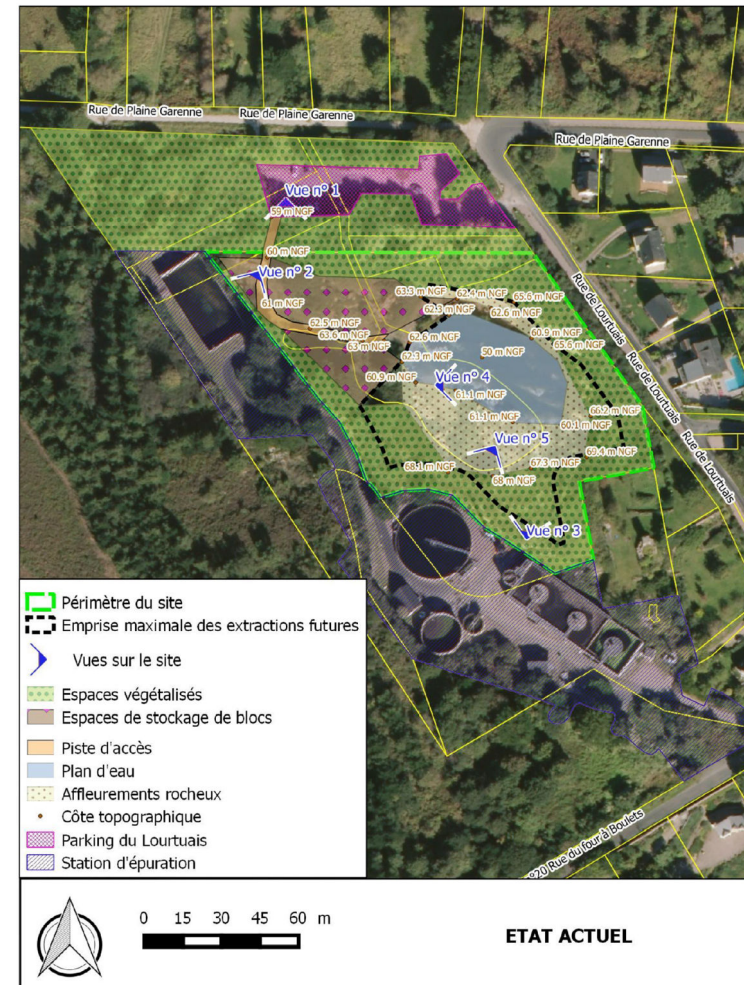 Rue de Plaine Garenne
Rue de Plaine Garenne
Rue de Plaine Garenne
Vue n° 1
59 m NGF
60 m NGF
Vue n° 2
61 m NGF
63.3 m NGF
62.4 m NGF
65.6 m NGF
62.3 m NGF
62.6 m NGF
62.5 m NGF
63.6 m NGF
63 m NGF
62.6 m NGF
60.9 m NGF
65.6 m NGF
62.3 m NGF
50 m NGF
60.9 m NGF
Vue n° 4
61.1 m NGF
61.1 m NGF
66.2 m NGF
60.1 m NGF
Vue n° 5
69.4 m NGF
68.1 m NGF
67.3 m NGF
68 m NGF
Vue n° 3
Rue de Lourtuais
Rue de Lourtuais
Rue de Lourtuais
°20 Rue du four à Boulets
Périmètre du site
Emprise maximale des extractions futures
Vues sur le site
Espaces végétalisés
Espaces de stockage de blocs
Piste d'accès
Plan d'eau
Affleurements rocheux
Côte topographique
Parking du Lourtuais
Station d'épuration
0 15 30 45 60 m
ETAT ACTUEL